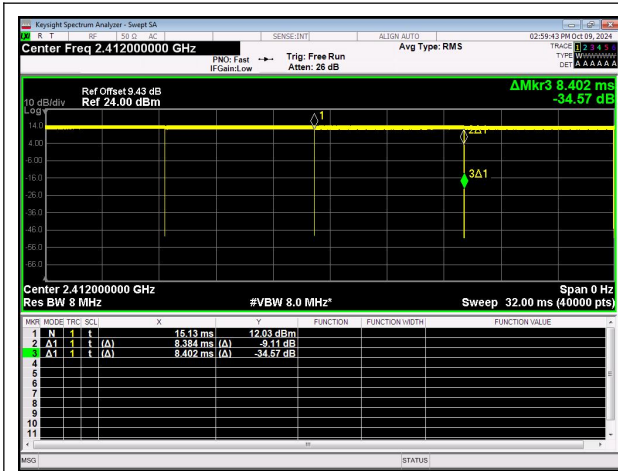 Keysight Spectrum Analyzer - Swept SA
LXI R T RF 50 Ω AC SENSE:INT ALIGN AUTO 02:59:43 PM Oct 09, 2024
Center Freq 2.412000000 GHz Avg Type: RMS TRACE 1 2 3 4 5 6
PNO: Fast Trig: Free Run TYPE WWWWWW
IFGain:Low Atten: 26 dB DET A A A A A A
Ref Offset 9.43 dB ΔMkr3 8.402 ms
10 dB/div Ref 24.00 dBm -34.57 dB
Log
1
14.0
2Δ1
4.00
-6.00
3Δ1
-16.0
-26.0
-36.0
-46.0
-56.0
-66.0
Center 2.412000000 GHz Span 0 Hz
Res BW 8 MHz #VBW 8.0 MHz* Sweep 32.00 ms (40000 pts)
MKR MODE TRC SCL X Y FUNCTION FUNCTION WIDTH FUNCTION VALUE
1 N 1 t 15.13 ms 12.03 dBm
2 Δ1 1 t (Δ) 8.384 ms (Δ) -9.11 dB
3 Δ1 1 t (Δ) 8.402 ms (Δ) -34.57 dB
4
5
6
7
8
9
10
11
MSG STATUS